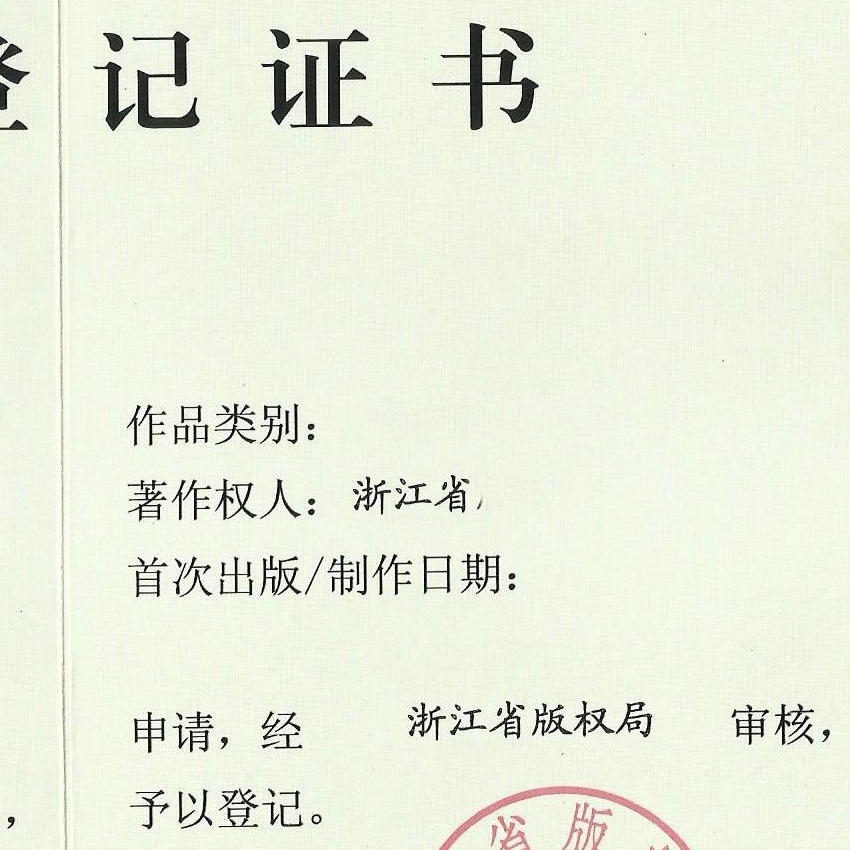 登记证书
作品类别：
著作权人：浙江省
首次出版/制作日期：
申请，经 浙江省版权局 审核，
，予以登记。
省版